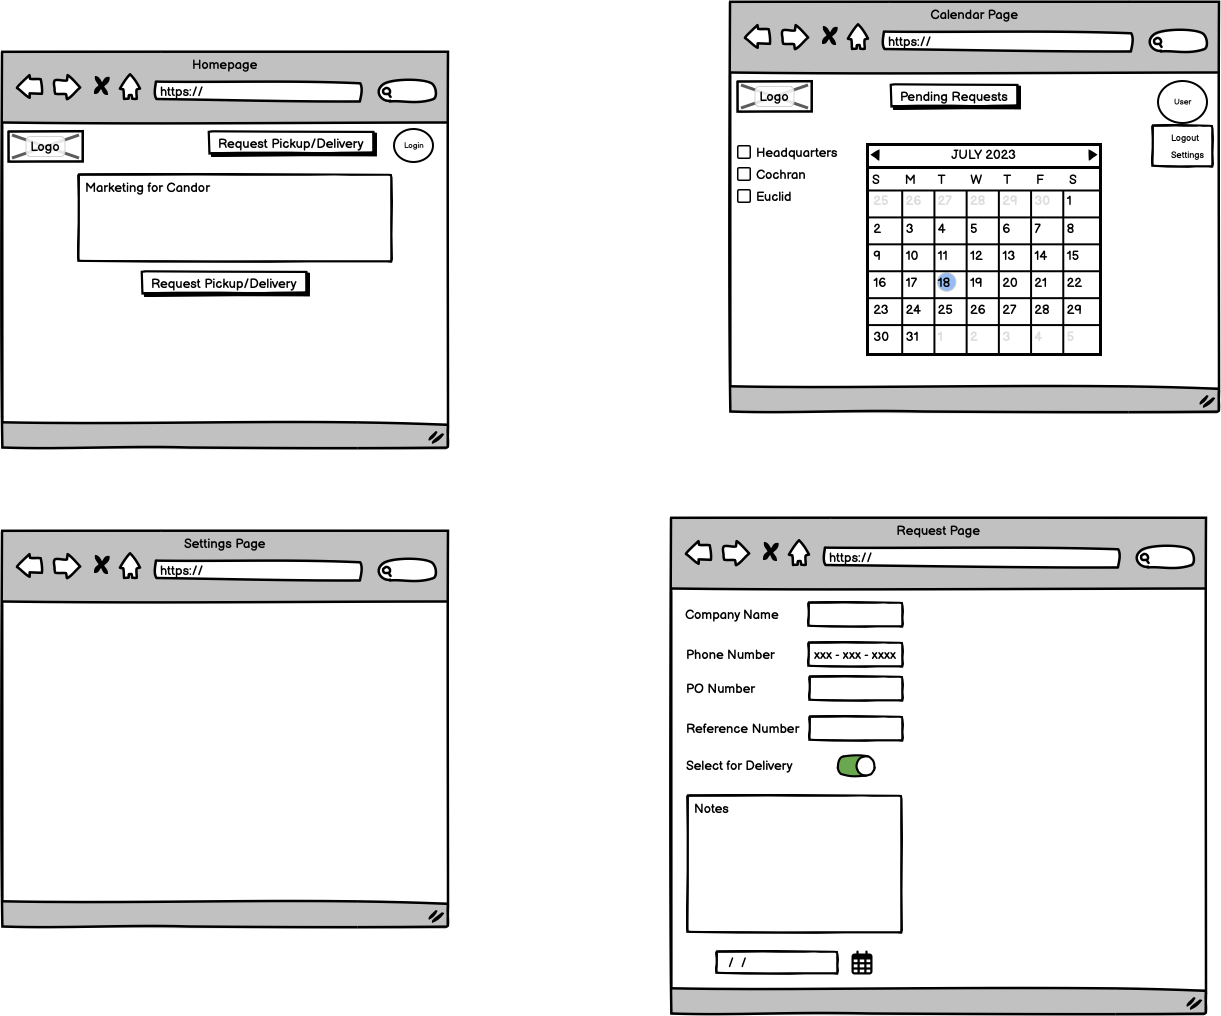 Homepage
https://
Logo
Request Pickup/Delivery
Login
Marketing for Candor
Request Pickup/Delivery
Calendar Page
https://
Logo
Pending Requests
User
Logout
Settings
Headquarters
Cochran
Euclid
JULY 2023
S M T W T F S
25 26 27 28 29 30 1
2 3 4 5 6 7 8
9 10 11 12 13 14 15
16 17 18 19 20 21 22
23 24 25 26 27 28 29
30 31 1 2 3 4 5
Settings Page
https://
Request Page
https://
Company Name
Phone Number xxx - xxx - xxxx
PO Number
Reference Number
Select for Delivery
Notes
/ /